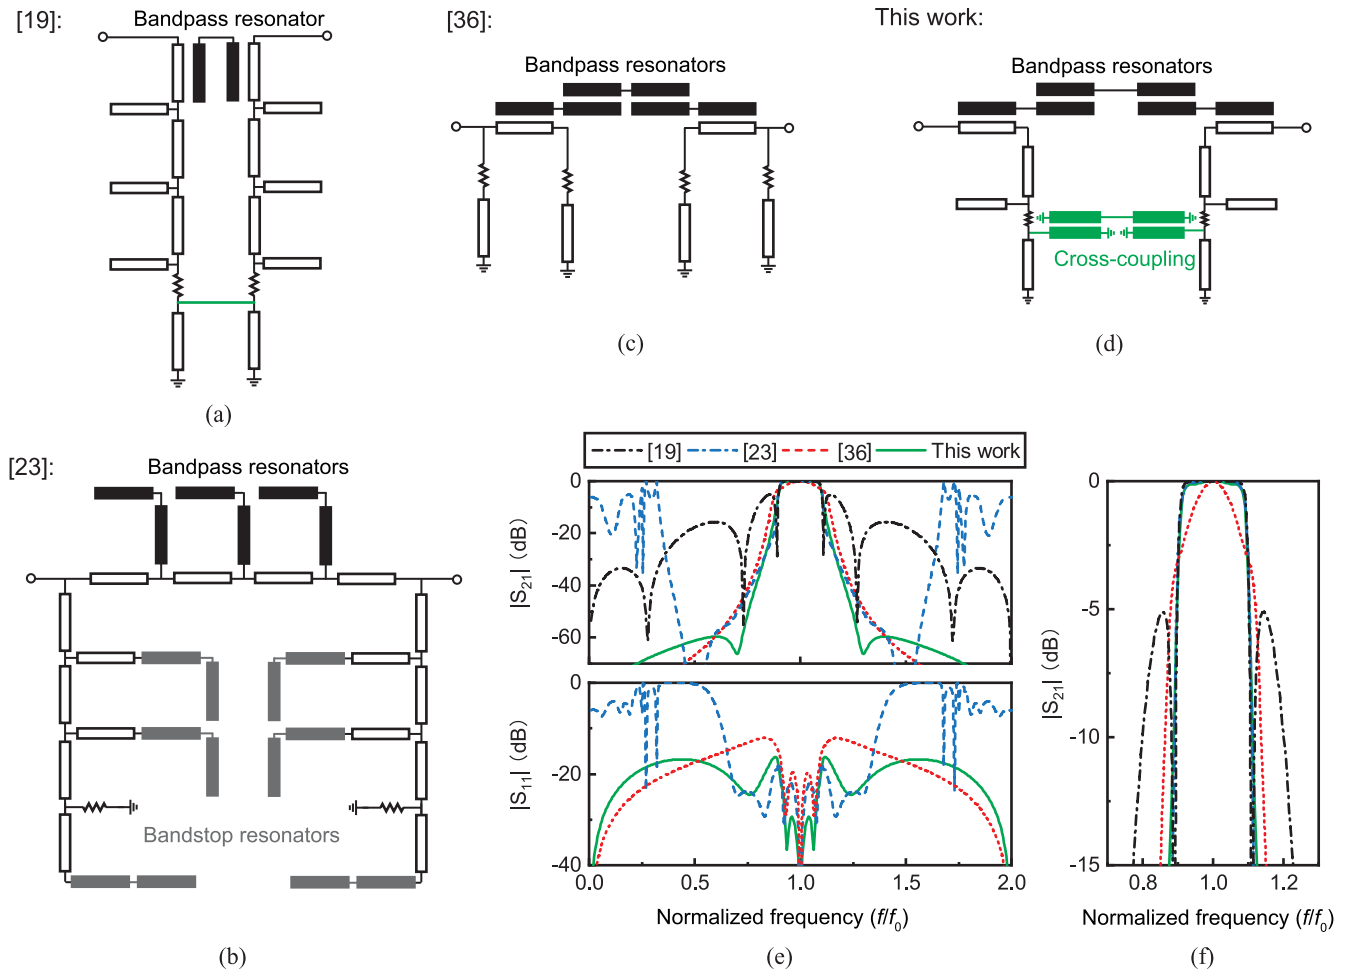 [19]:
Bandpass resonator
(a)
[36]:
Bandpass resonators
(c)
This work:
Bandpass resonators
Cross-coupling
(d)
[23]:
Bandpass resonators
Bandstop resonators
(b)
[19] [23] [36] This work
0
-20
-40
-60
|S21| (dB)
0
-20
-40
|S11| (dB)
0.0 0.5 1.0 1.5 2.0
Normalized frequency (f/f0)
(e)
0
-5
-10
-15
|S21| (dB)
0.8 1.0 1.2
Normalized frequency (f/f0)
(f)